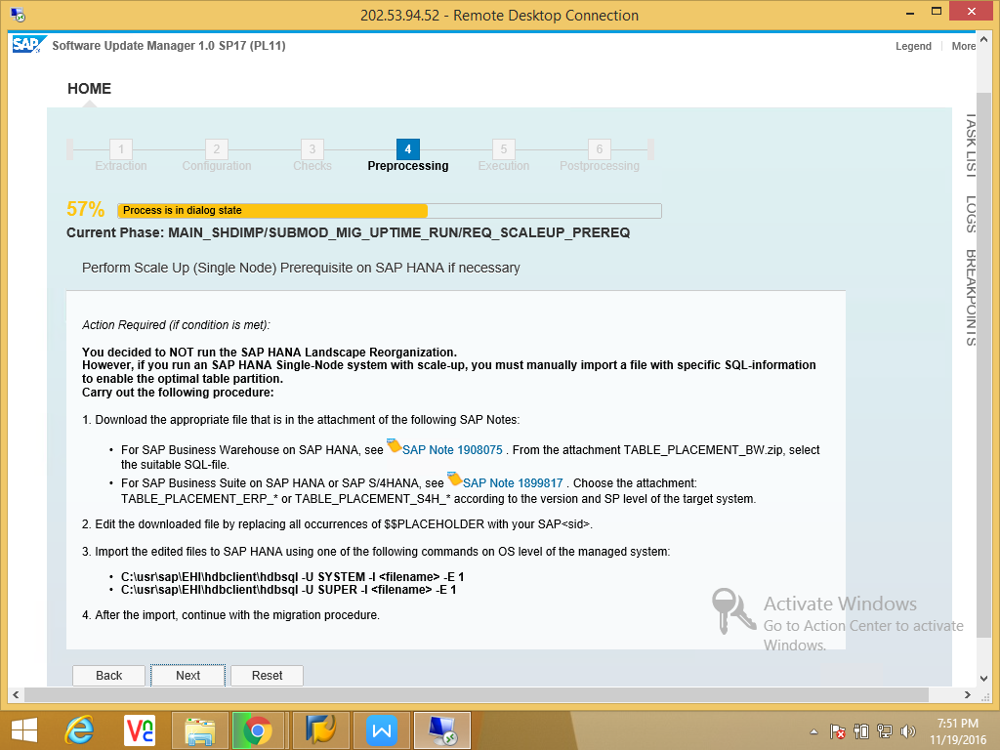 202.53.94.52 - Remote Desktop Connection
SAP Software Update Manager 1.0 SP17 (PL11)
Legend More
HOME
1 2 3 4 5 6
Extraction Configuration Checks Preprocessing Execution Postprocessing
57% Process is in dialog state
Current Phase: MAIN_SHDIMP/SUBMOD_MIG_UPTIME_RUN/REQ_SCALEUP_PREREQ
Perform Scale Up (Single Node) Prerequisite on SAP HANA if necessary
Action Required (if condition is met):
You decided to NOT run the SAP HANA Landscape Reorganization.
However, if you run an SAP HANA Single-Node system with scale-up, you must manually import a file with specific SQL-information
to enable the optimal table partition.
Carry out the following procedure:
1. Download the appropriate file that is in the attachment of the following SAP Notes:
• For SAP Business Warehouse on SAP HANA, see SAP Note 1908075 . From the attachment TABLE_PLACEMENT_BW.zip, select
the suitable SQL-file.
• For SAP Business Suite on SAP HANA or SAP S/4HANA, see SAP Note 1899817 . Choose the attachment:
TABLE_PLACEMENT_ERP_* or TABLE_PLACEMENT_S4H_* according to the version and SP level of the target system.
2. Edit the downloaded file by replacing all occurrences of $$PLACEHOLDER with your SAP<sid>.
3. Import the edited files to SAP HANA using one of the following commands on OS level of the managed system:
• C:\usr\sap\EHI\hdbclient\hdbsql -U SYSTEM -I <filename> -E 1
• C:\usr\sap\EHI\hdbclient\hdbsql -U SUPER -I <filename> -E 1
4. After the import, continue with the migration procedure.
Back Next Reset
TASK LIST
LOGS
BREAKPOINTS
Activate Windows
Go to Action Center to activate
Windows.
VNC
W
7:51 PM
11/19/2016